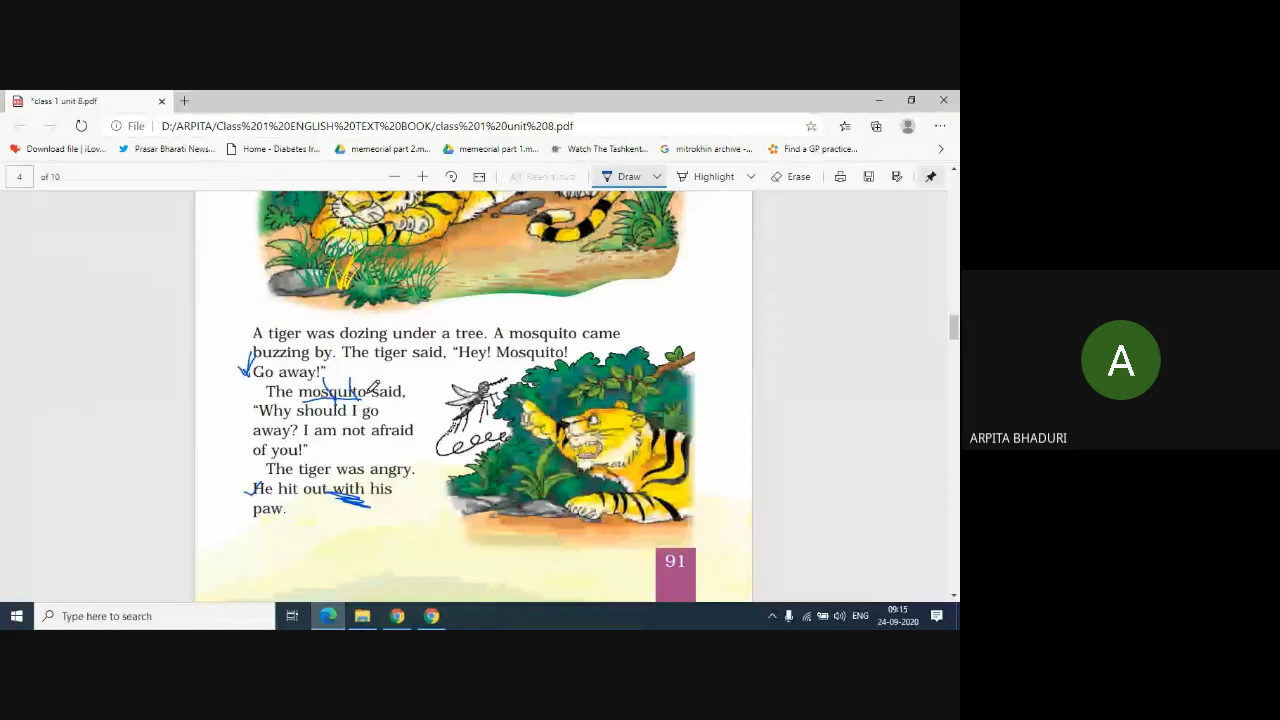 *class 1 unit 8.pdf
File D:/ARPITA/Class%201%20ENGLISH%20TEXT%20BOOK/class%201%20unit%208.pdf
Download file | iLov... Prasar Bharati News... Home - Diabetes Ir... memeorial part 2.m... memeorial part 1.m... Watch The Tashkent... mitrokhin archive -... Find a GP practice...
4 of 10 Read aloud Draw Highlight Erase
A tiger was dozing under a tree. A mosquito came
buzzing by. The tiger said, “Hey! Mosquito!
Go away!”
The mosquito said,
“Why should I go
away? I am not afraid
of you!”
The tiger was angry.
He hit out with his
paw.
91
A
ARPITA BHADURI
Type here to search
ENG
09:15
24-09-2020